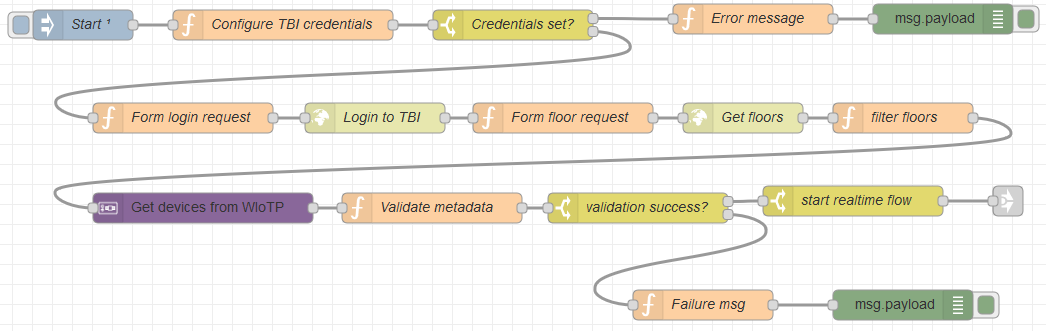 Start ¹
Configure TBI credentials
Credentials set?
Error message
msg.payload
Form login request
Login to TBI
Form floor request
Get floors
filter floors
Get devices from WIoTP
Validate metadata
validation success?
start realtime flow
Failure msg
msg.payload